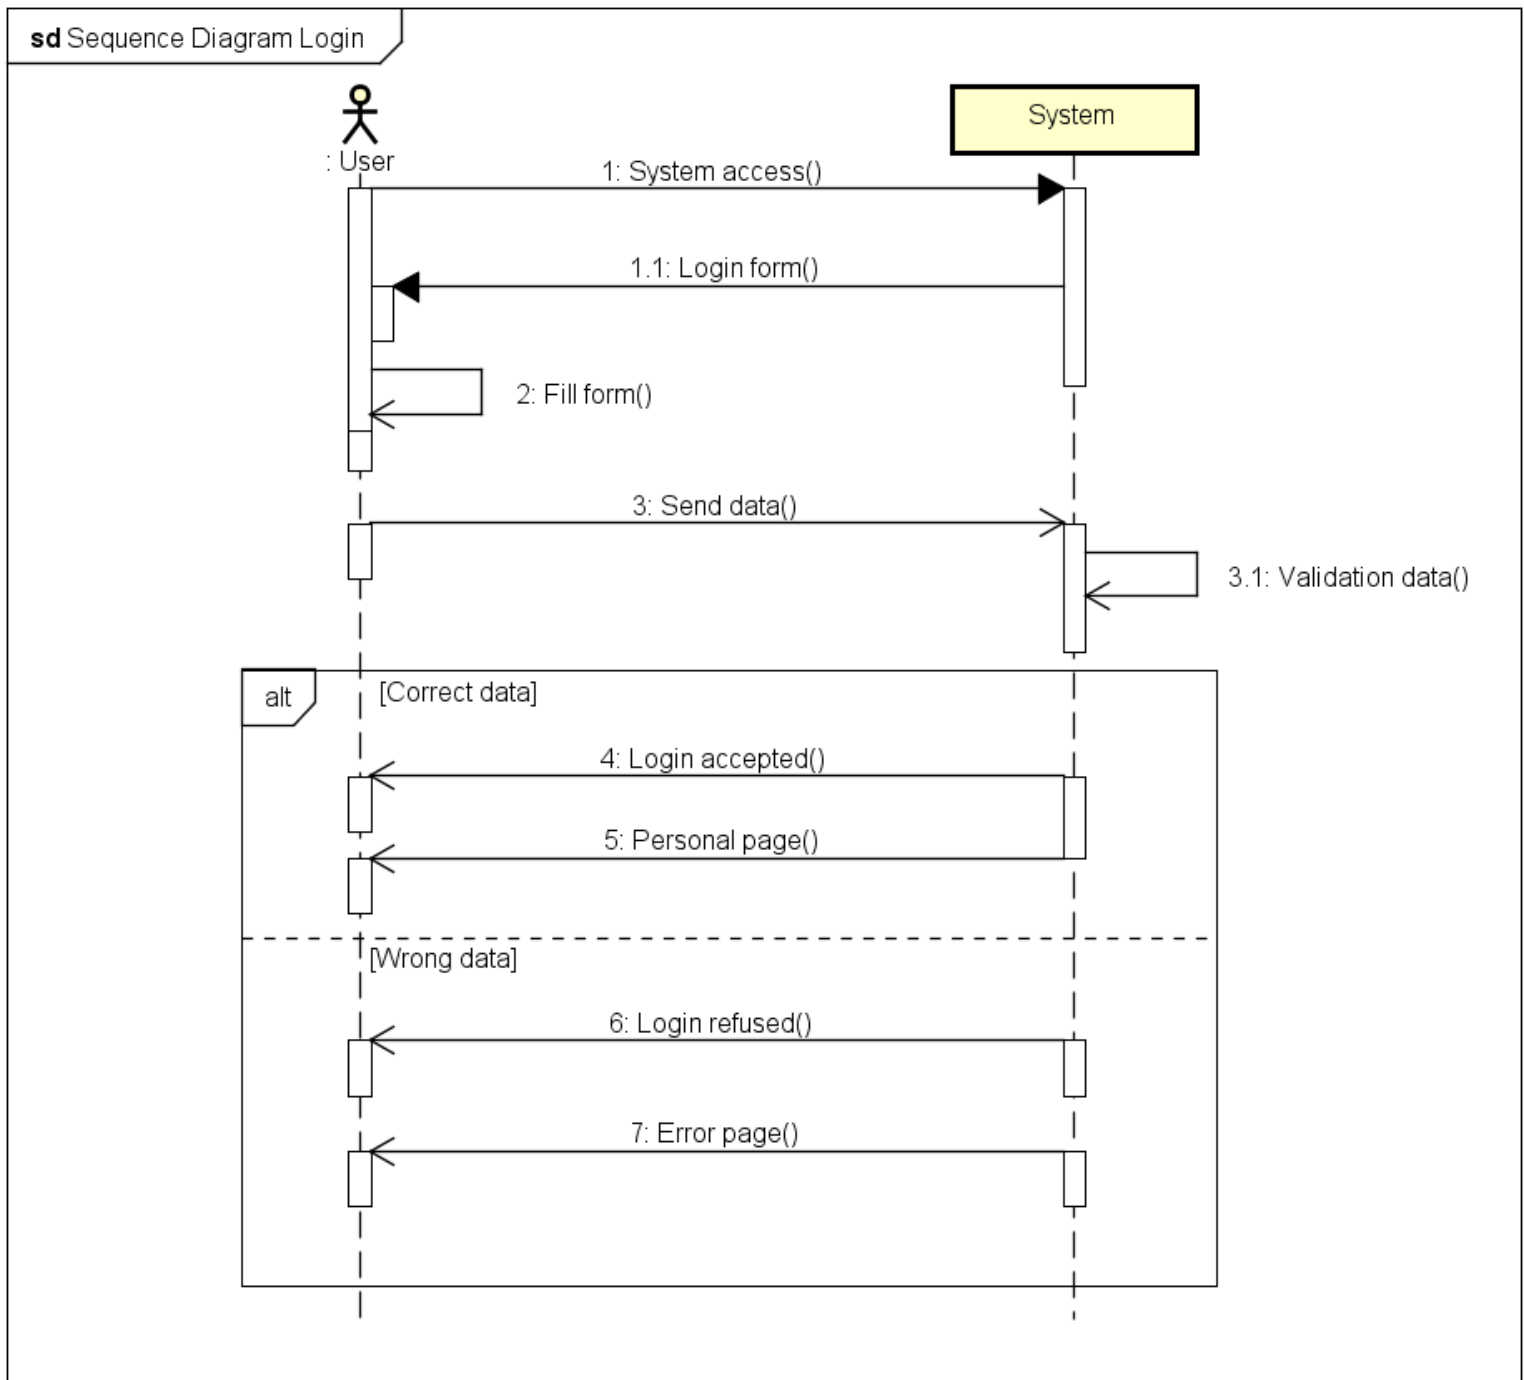 sd Sequence Diagram Login
: User
System
1: System access()
1.1: Login form()
2: Fill form()
3: Send data()
3.1: Validation data()
alt
[Correct data]
4: Login accepted()
5: Personal page()
[Wrong data]
6: Login refused()
7: Error page()